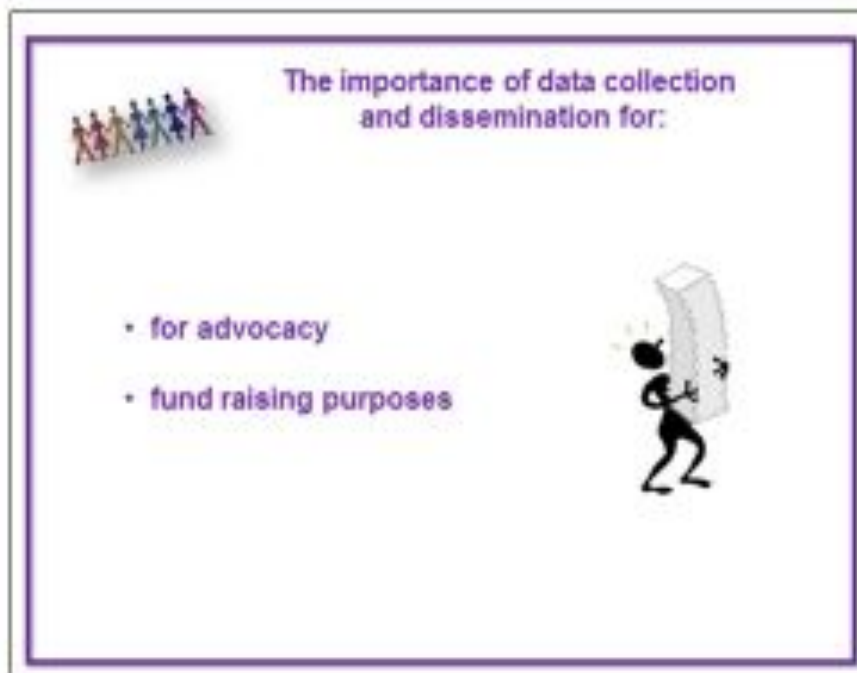 The importance of data collection
and dissemination for:
• for advocacy
• fund raising purposes